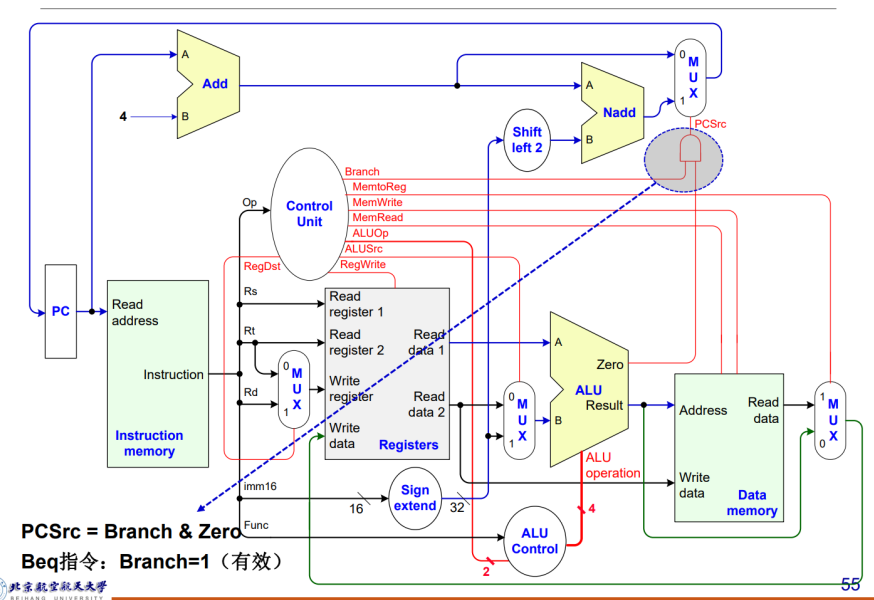 A
Add
B
4
0
M
U
X
1
A
Nadd
B
Shift
left 2
PCSrc
Branch
MemtoReg
MemWrite
MemRead
ALUOp
ALUSrc
RegWrite
RegDst
Op
Control
Unit
PC
Read
address
Instruction
Instruction
memory
Rs
Rt
Rd
0
M
U
X
1
Read
register 1
Read
register 2
Write
register
Write
data
Read
data 1
Read
data 2
Registers
0
M
U
X
1
A
Zero
ALU
Result
B
ALU
operation
4
Address
Read
data
Write
data
Data
memory
1
M
U
X
0
imm16
16
Sign
extend
32
Func
ALU
Control
2
PCSrc = Branch & Zero
Beq指令：Branch=1（有效）
北京航空航天大学
BEIHANG UNIVERSITY
55